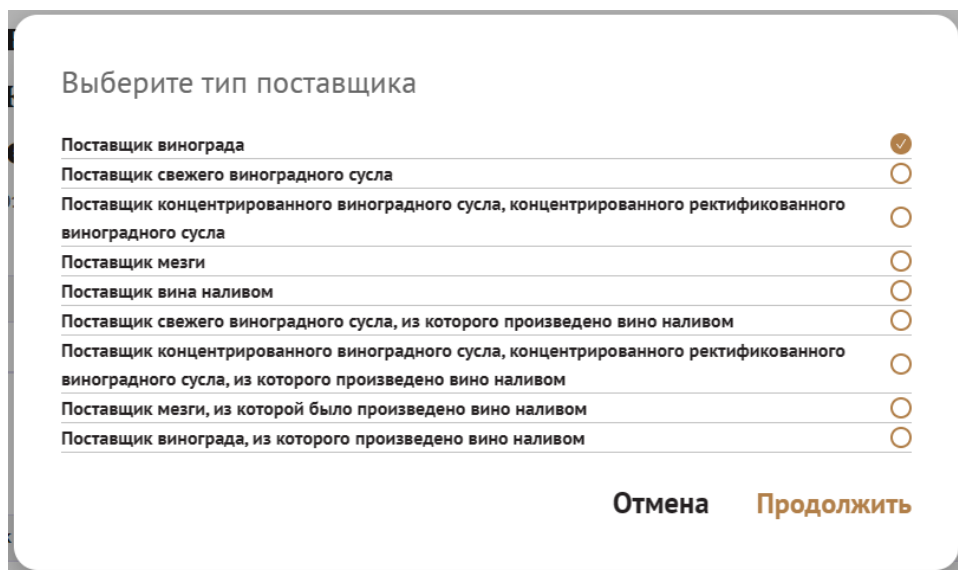 Выберите тип поставщика
Поставщик винограда
Поставщик свежего виноградного сусла
Поставщик концентрированного виноградного сусла, концентрированного ректификованного
виноградного сусла
Поставщик мезги
Поставщик вина наливом
Поставщик свежего виноградного сусла, из которого произведено вино наливом
Поставщик концентрированного виноградного сусла, концентрированного ректификованного
виноградного сусла, из которого произведено вино наливом
Поставщик мезги, из которой было произведено вино наливом
Поставщик винограда, из которого произведено вино наливом
Отмена Продолжить